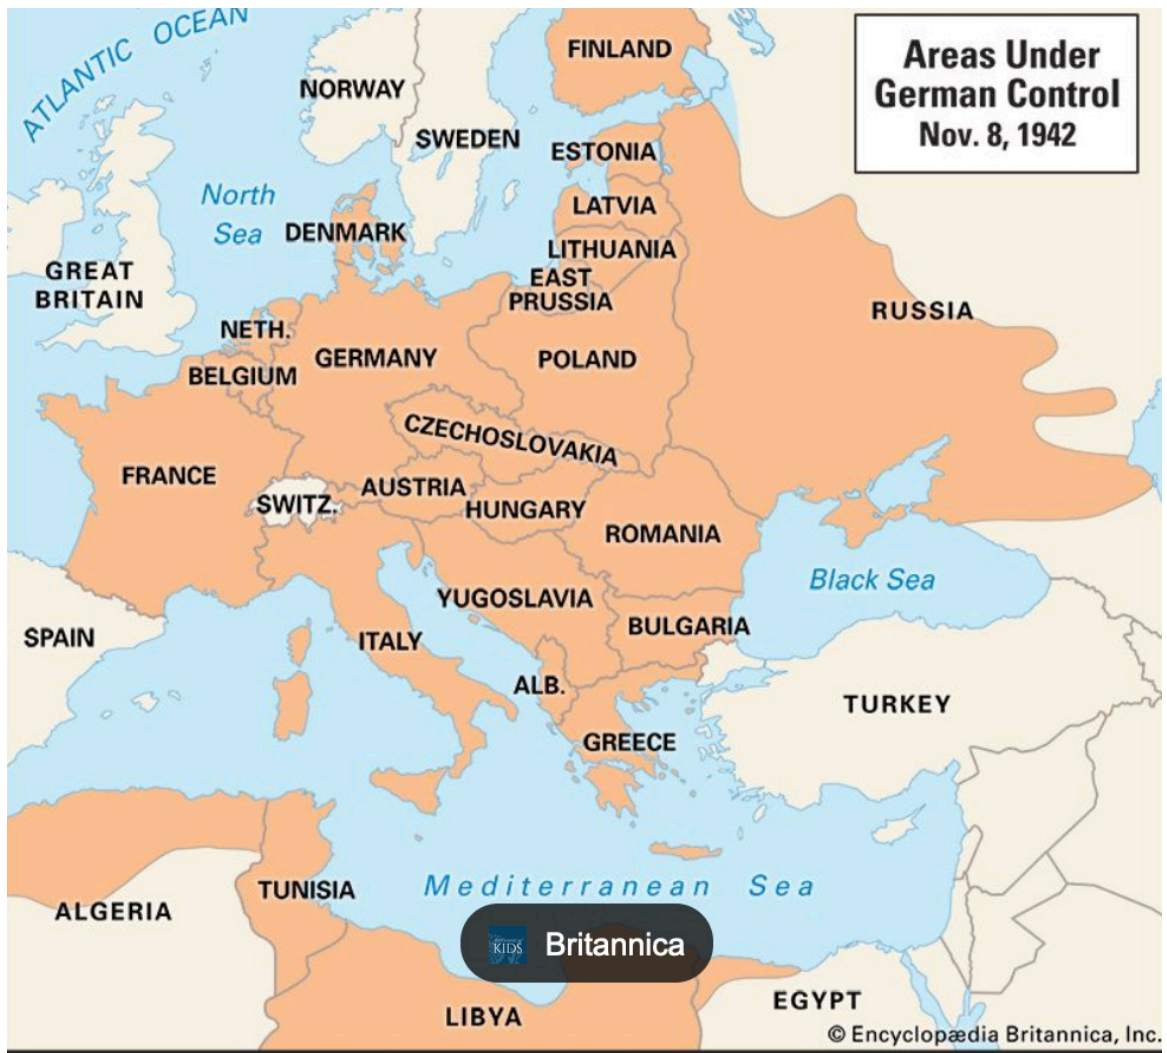 ATLANTIC OCEAN
Areas Under
German Control
Nov. 8, 1942
FINLAND
NORWAY
SWEDEN
ESTONIA
North
Sea
LATVIA
DENMARK
LITHUANIA
GREAT
BRITAIN
EAST
PRUSSIA
RUSSIA
NETH.
GERMANY
POLAND
BELGIUM
CZECHOSLOVAKIA
FRANCE
AUSTRIA
SWITZ.
HUNGARY
ROMANIA
Black Sea
YUGOSLAVIA
SPAIN
ITALY
BULGARIA
ALB.
TURKEY
GREECE
Mediterranean Sea
TUNISIA
ALGERIA
KIDS
Britannica
LIBYA
EGYPT
© Encyclopædia Britannica, Inc.